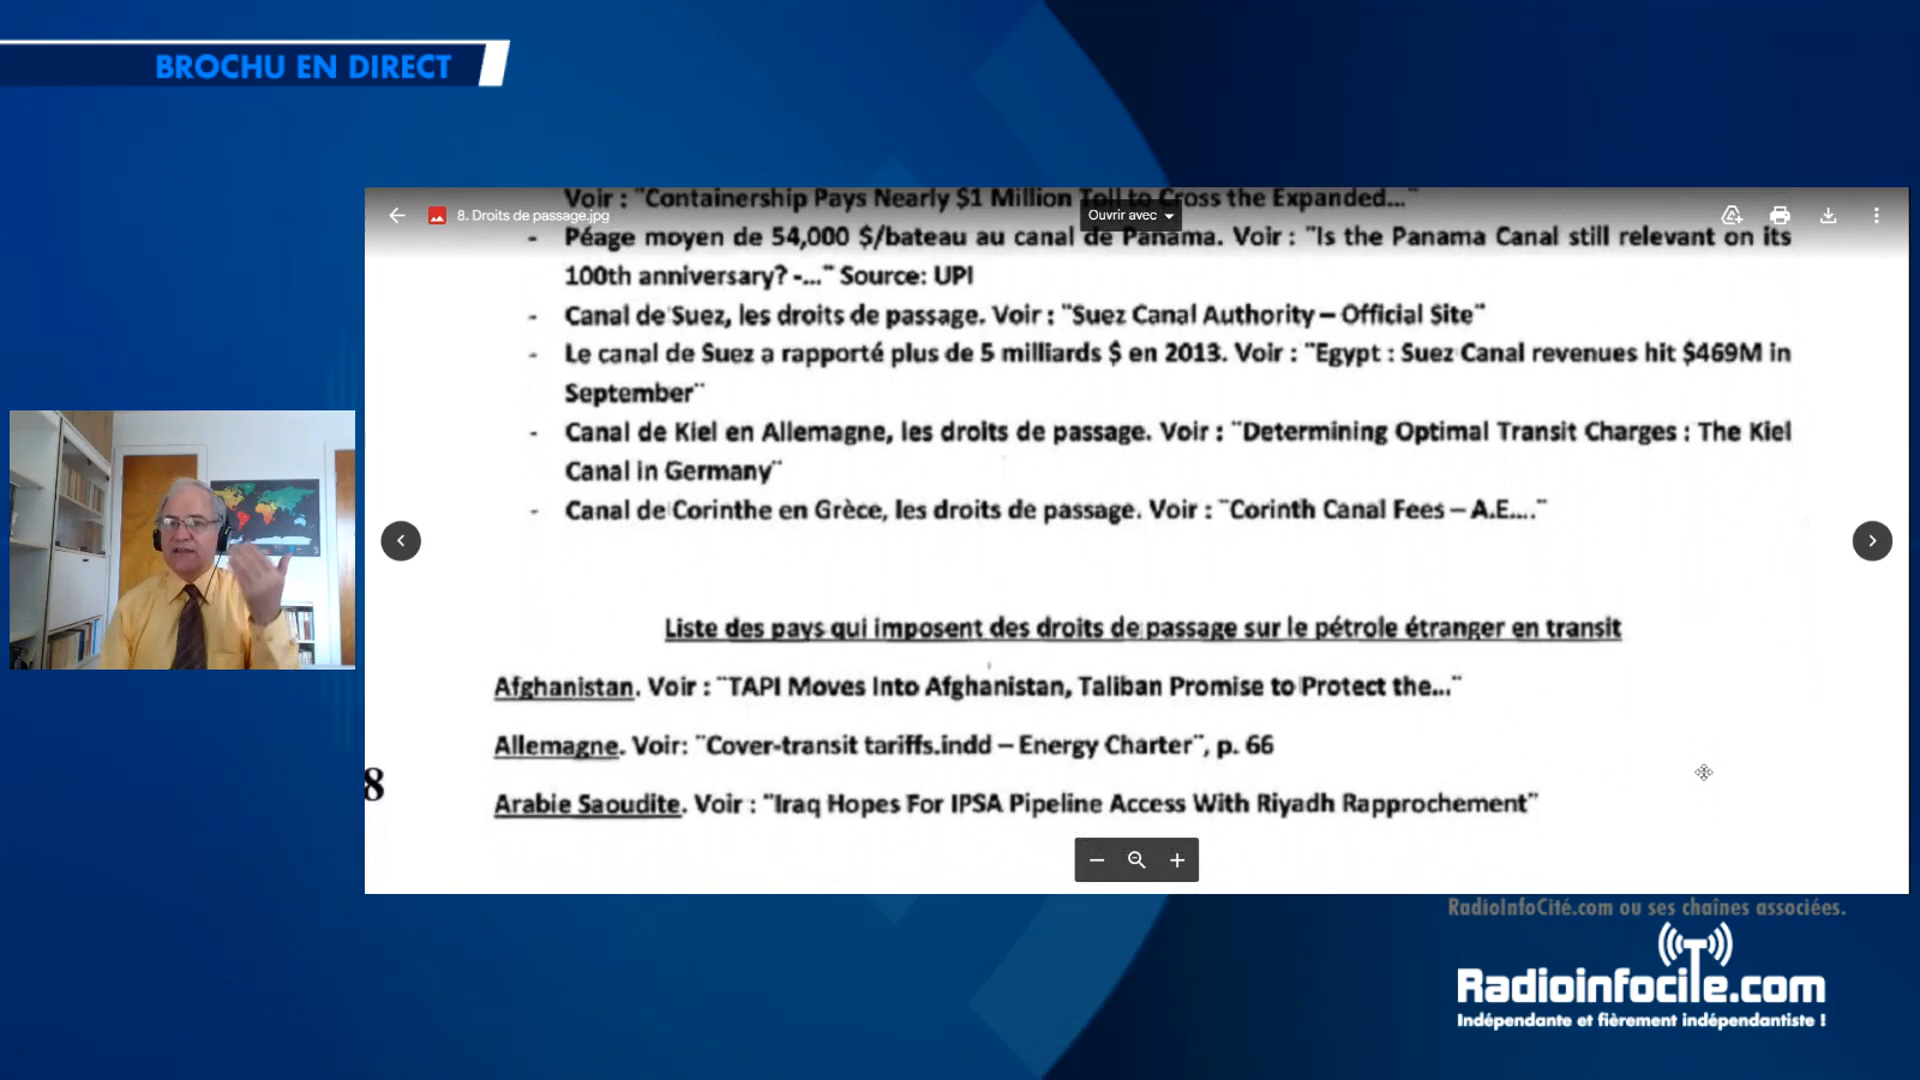 BROCHU EN DIRECT
Voir : ¨Containership Pays Nearly $1 Million Toll to Cross the Expanded...¨
8. Droits de passage.jpg
Ouvrir avec
- Péage moyen de 54,000 $/bateau au canal de Panama. Voir : ¨Is the Panama Canal still relevant on its
100th anniversary? -...¨ Source: UPI
- Canal de Suez, les droits de passage. Voir : ¨Suez Canal Authority – Official Site¨
- Le canal de Suez a rapporté plus de 5 milliards $ en 2013. Voir : ¨Egypt : Suez Canal revenues hit $469M in
September¨
- Canal de Kiel en Allemagne, les droits de passage. Voir : ¨Determining Optimal Transit Charges : The Kiel
Canal in Germany¨
- Canal de Corinthe en Grèce, les droits de passage. Voir : ¨Corinth Canal Fees – A.E....¨
Liste des pays qui imposent des droits de passage sur le pétrole étranger en transit
Afghanistan. Voir : ¨TAPI Moves Into Afghanistan, Taliban Promise to Protect the...¨
Allemagne. Voir: ¨Cover-transit tariffs.indd – Energy Charter¨, p. 66
8
Arabie Saoudite. Voir : ¨Iraq Hopes For IPSA Pipeline Access With Riyadh Rapprochement¨
RadioInfoCité.com ou ses chaînes associées.
Radioinfocite.com
Indépendante et fièrement indépendantiste !